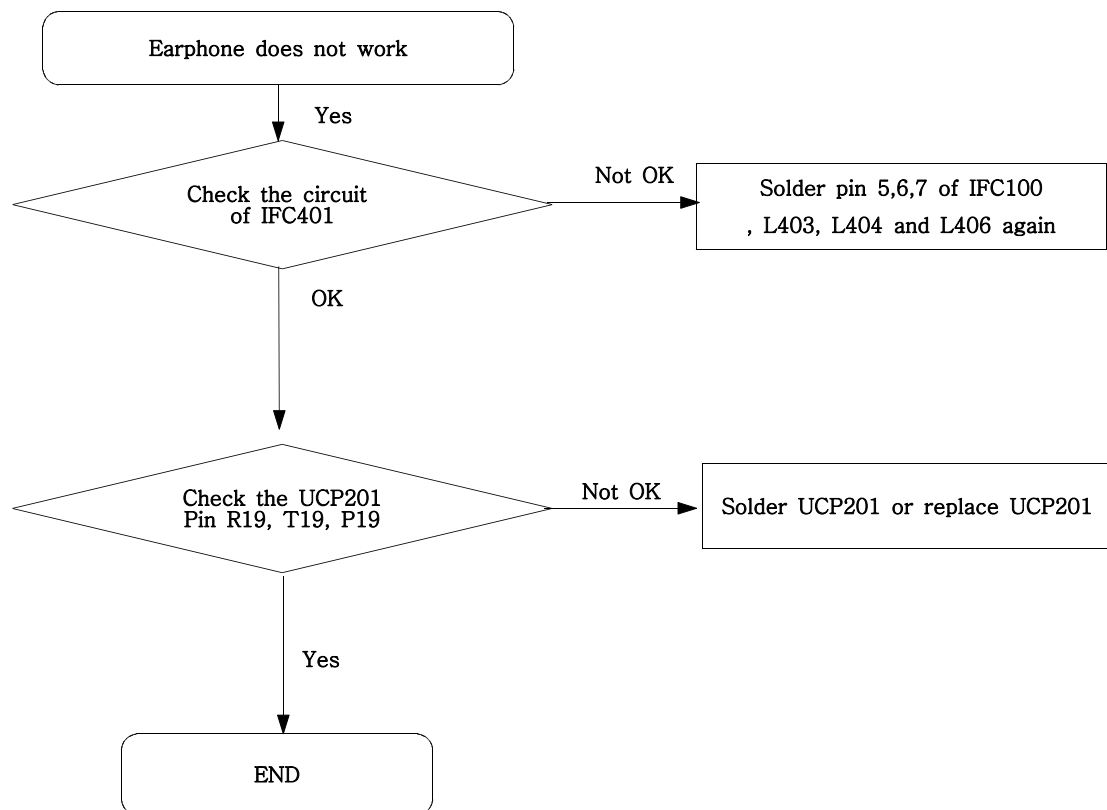 Earphone does not work
Yes
Check the circuit
of IFC401
Not OK
Solder pin 5,6,7 of IFC100
, L403, L404 and L406 again
OK
Check the UCP201
Pin R19, T19, P19
Not OK
Solder UCP201 or replace UCP201
Yes
END